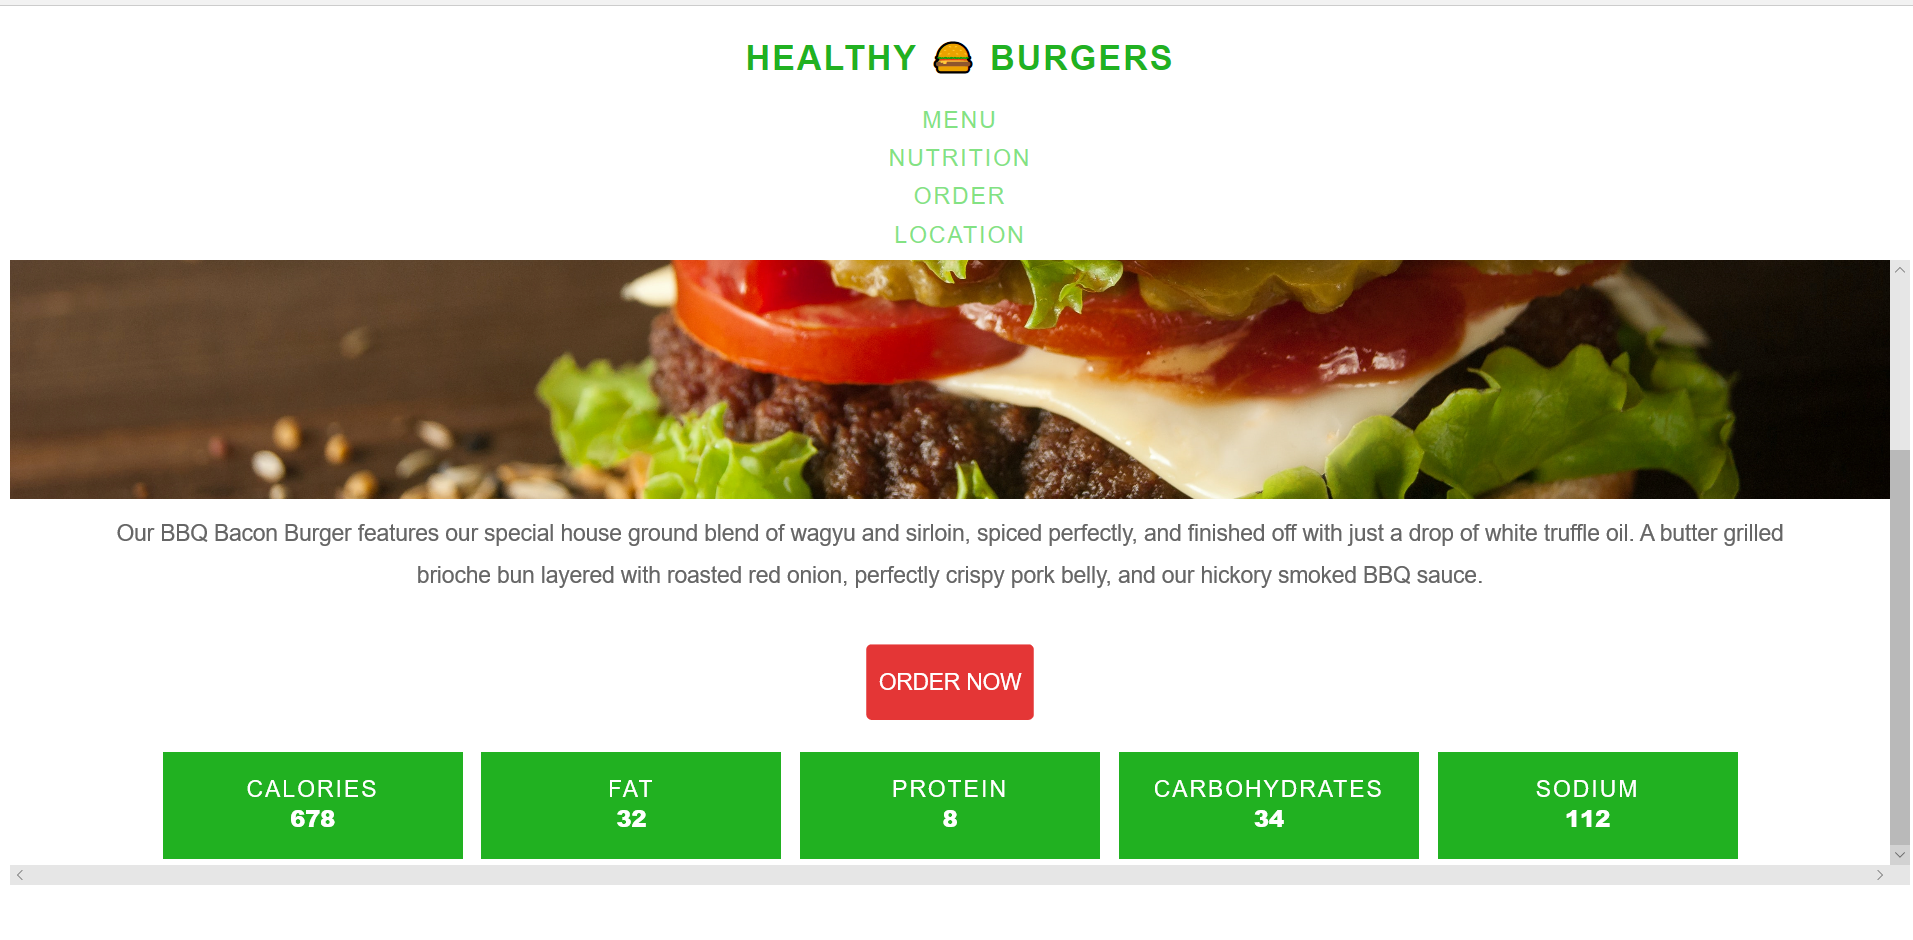 HEALTHY 🍔 BURGERS
MENU
NUTRITION
ORDER
LOCATION
Our BBQ Bacon Burger features our special house ground blend of wagyu and sirloin, spiced perfectly, and finished off with just a drop of white truffle oil. A butter grilled
brioche bun layered with roasted red onion, perfectly crispy pork belly, and our hickory smoked BBQ sauce.
ORDER NOW
CALORIES
678
FAT
32
PROTEIN
8
CARBOHYDRATES
34
SODIUM
112